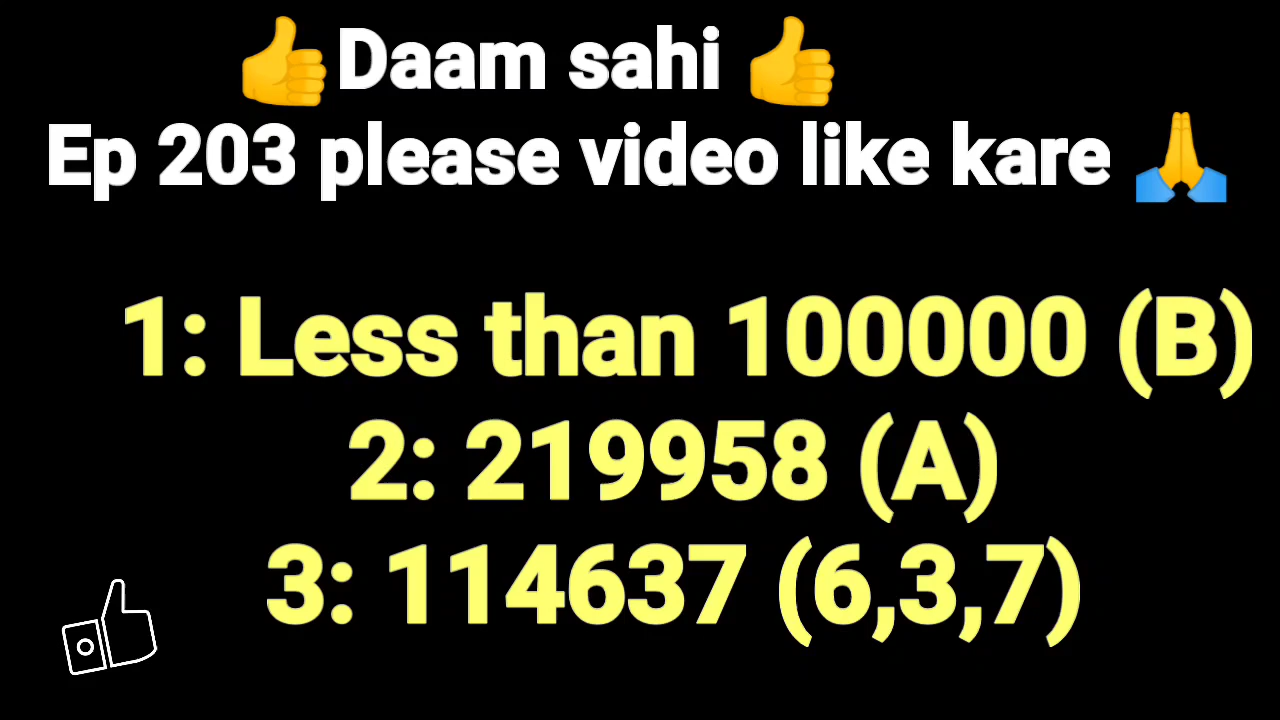 👍Daam sahi 👍
Ep 203 please video like kare 🙏
1: Less than 100000 (B)
2: 219958 (A)
3: 114637 (6,3,7)